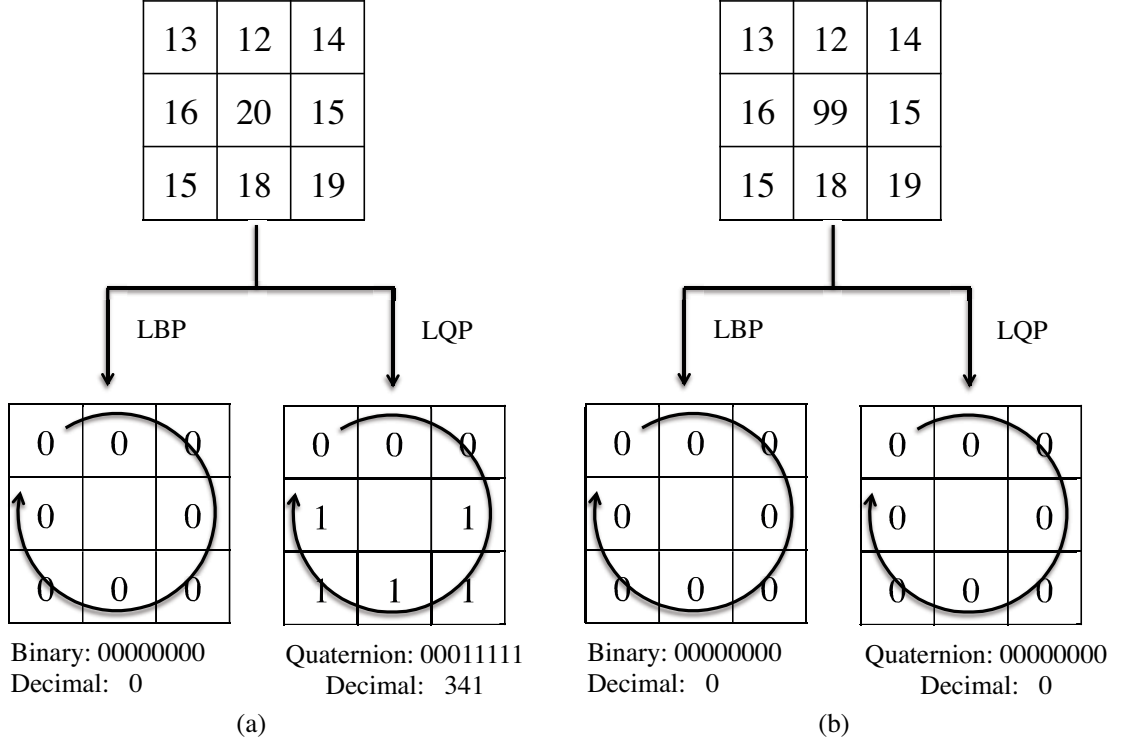 13 12 14
16 20 15
15 18 19
LBP
LQP
0 0 0
0 0
0 0 0
Binary: 00000000
Decimal: 0
0 0 0
1 1
1 1 1
Quaternion: 00011111
Decimal: 341
(a)
13 12 14
16 99 15
15 18 19
LBP
LQP
0 0 0
0 0
0 0 0
Binary: 00000000
Decimal: 0
0 0 0
0 0
0 0 0
Quaternion: 00000000
Decimal: 0
(b)